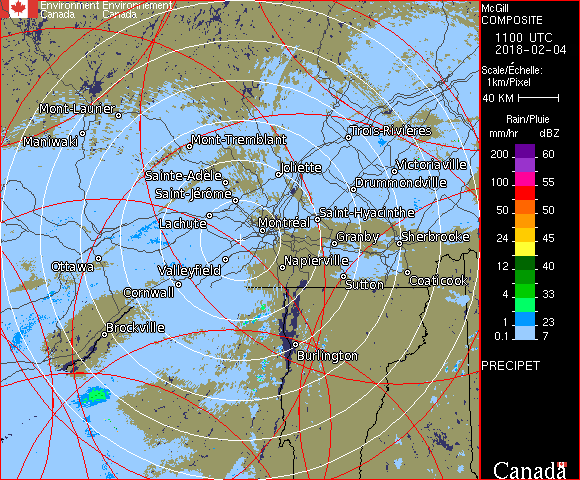 Environment Environnement
Canada Canada
McGill
COMPOSITE
1100 UTC
2018-02-04
Scale/Échelle:
1km/Pixel
40 KM
Rain/Pluie
mm/hr dBZ
200 60
150 57
100 55
50 50
24 45
12 40
4 33
1 23
0.1 7
PRECIPET
Canada
Mont-Laurier
Maniwaki
Mont-Tremblant
Trois-Rivières
Sainte-Adèle
Joliette
Victoriaville
Saint-Jérôme
Drummondville
Lachute
Montréal
Saint-Hyacinthe
Granby
Sherbrooke
Ottawa
Valleyfield
Napierville
Cornwall
Sutton
Coaticook
Brockville
Burlington